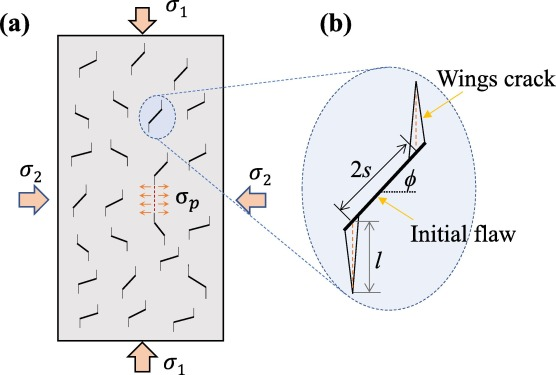 (a)
σ1
(b)
Wings crack
2s
ϕ
σ2
σp
σ2
Initial flaw
l
σ1